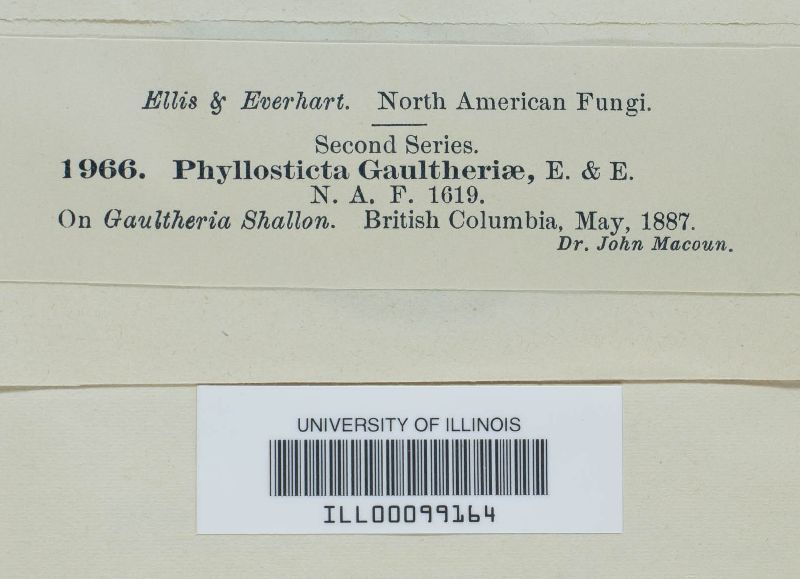 Ellis & Everhart. North American Fungi.
Second Series.
1966. Phyllosticta Gaultheriæ, E. & E.
N. A. F. 1619.
On Gaultheria Shallon. British Columbia, May, 1887.
Dr. John Macoun.
UNIVERSITY OF ILLINOIS
ILL00099164